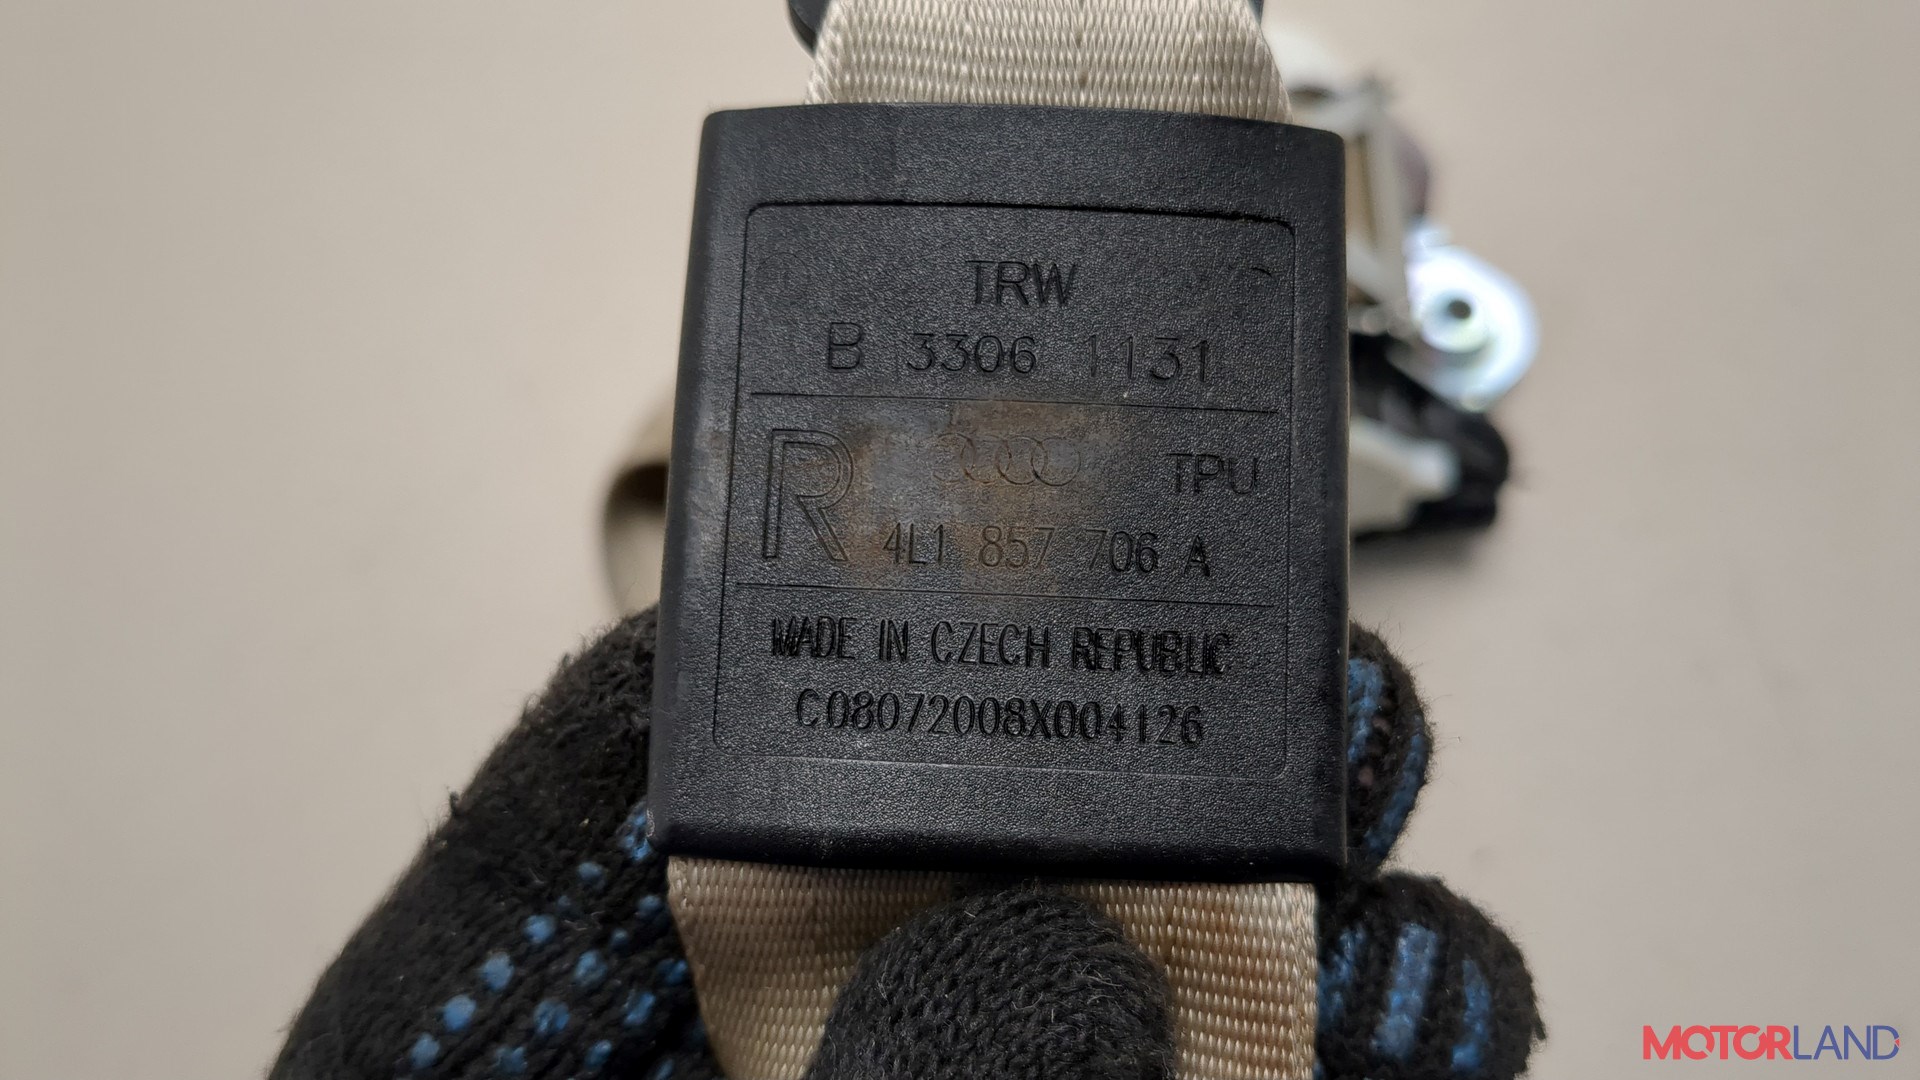 TRW
B 3306 1131
R
TPU
4L1 857 706 A
MADE IN CZECH REPUBLIC
C08072008X004126
MOTORLAND